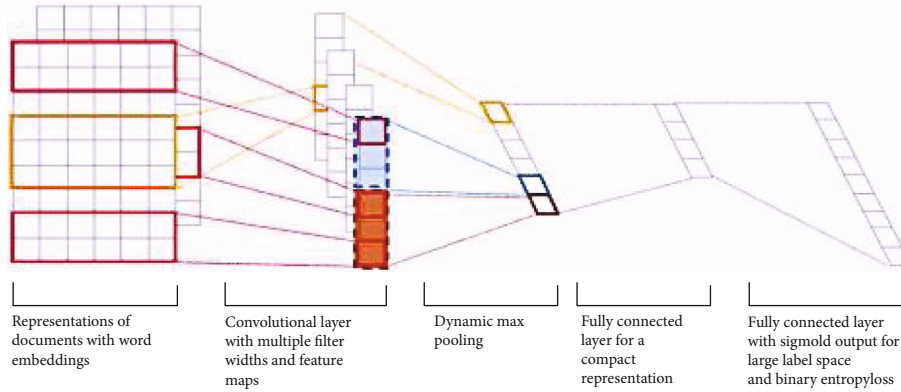 Representations of
documents with word
embeddings
Convolutional layer
with multiple filter
widths and feature
maps
Dynamic max
pooling
Fully connected
layer for a
compact
representation
Fully connected layer
with sigmold output for
large label space
and binary entropyloss